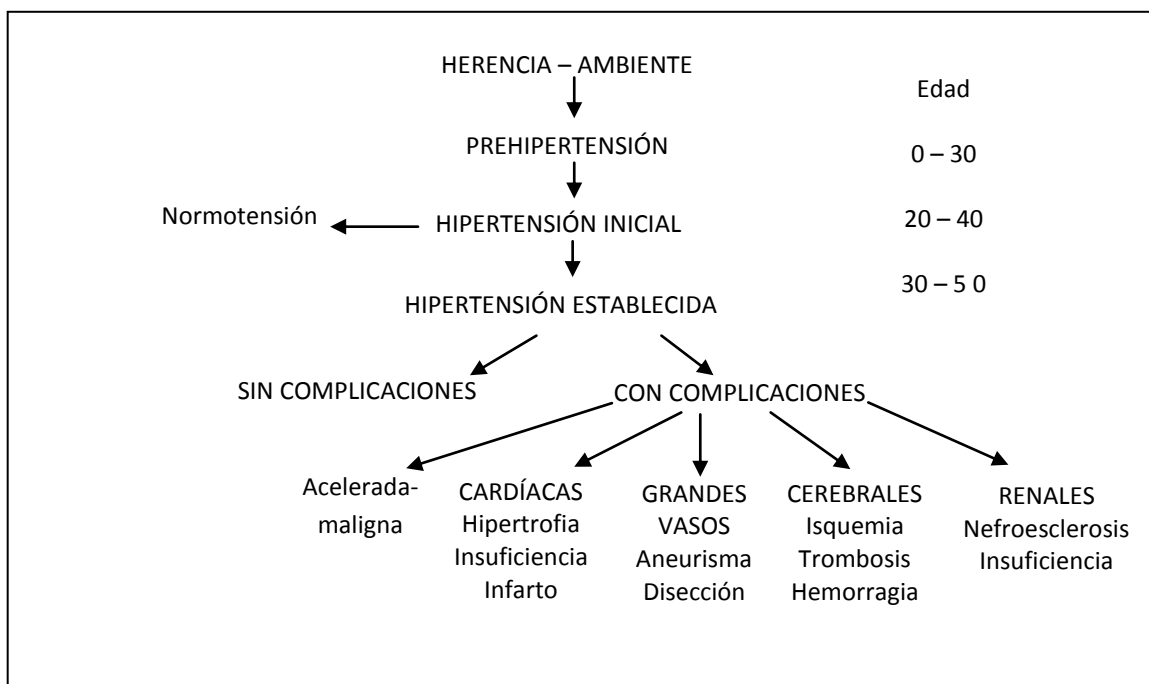 HERENCIA – AMBIENTE
Edad
PREHIPERTENSIÓN
0 – 30
Normotensión
HIPERTENSIÓN INICIAL
20 – 40
30 – 5 0
HIPERTENSIÓN ESTABLECIDA
SIN COMPLICACIONES
CON COMPLICACIONES
Acelerada-
maligna
CARDÍACAS
Hipertrofia
Insuficiencia
Infarto
GRANDES
VASOS
Aneurisma
Disección
CEREBRALES
Isquemia
Trombosis
Hemorragia
RENALES
Nefroesclerosis
Insuficiencia